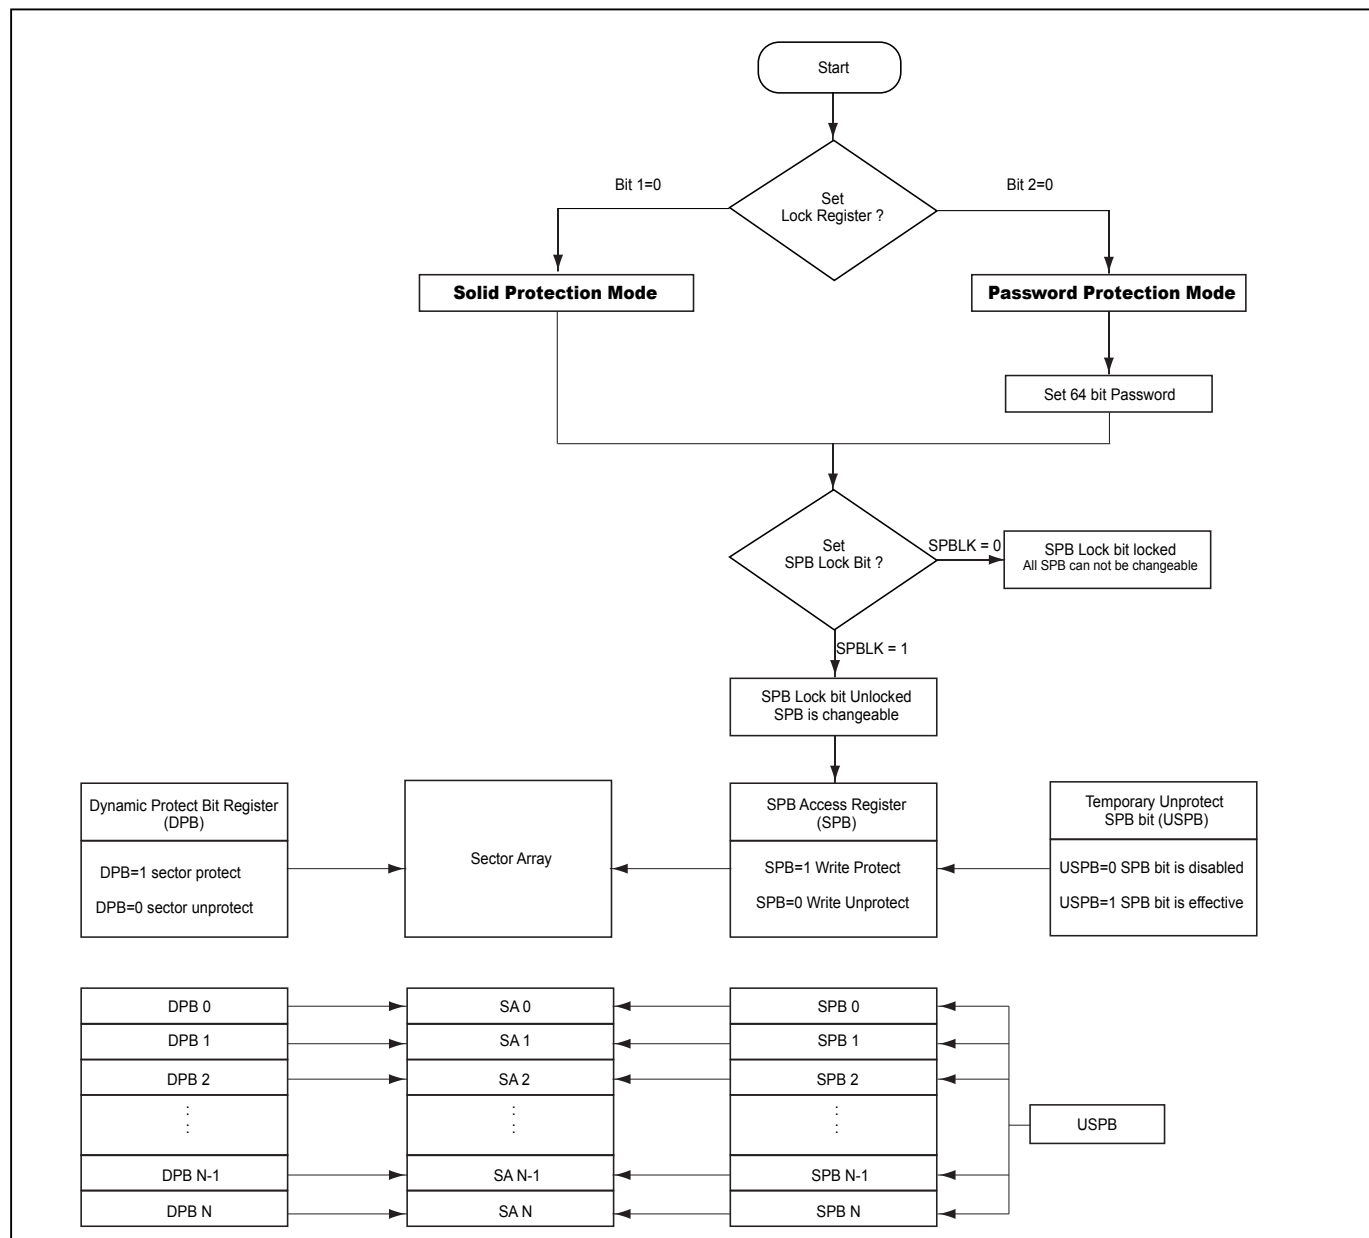 Start
Bit 1=0
Bit 2=0
Set
Lock Register ?
Solid Protection Mode
Password Protection Mode
Set 64 bit Password
Set
SPB Lock Bit ?
SPBLK = 0
SPB Lock bit locked
All SPB can not be changeable
SPBLK = 1
SPB Lock bit Unlocked
SPB is changeable
Dynamic Protect Bit Register
(DPB)
DPB=1 sector protect
DPB=0 sector unprotect
Sector Array
SPB Access Register
(SPB)
SPB=1 Write Protect
SPB=0 Write Unprotect
Temporary Unprotect
SPB bit (USPB)
USPB=0 SPB bit is disabled
USPB=1 SPB bit is effective
DPB 0
SA 0
SPB 0
DPB 1
SA 1
SPB 1
DPB 2
SA 2
SPB 2
DPB N-1
SA N-1
SPB N-1
DPB N
SA N
SPB N
USPB